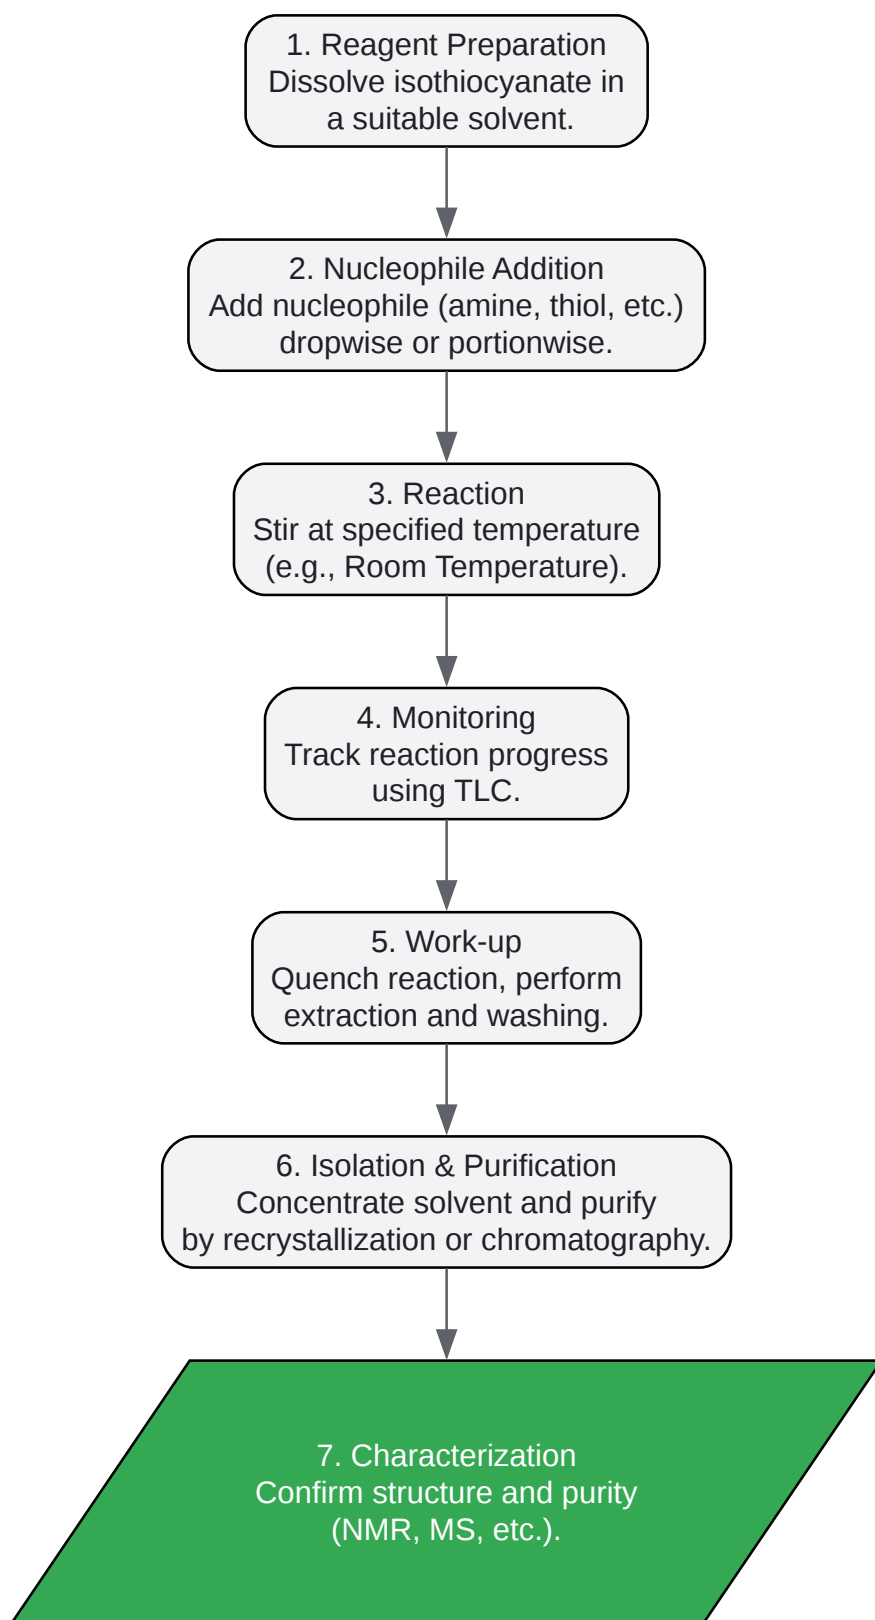 1. Reagent Preparation
Dissolve isothiocyanate in
a suitable solvent.
2. Nucleophile Addition
Add nucleophile (amine, thiol, etc.)
dropwise or portionwise.
3. Reaction
Stir at specified temperature
(e.g., Room Temperature).
4. Monitoring
Track reaction progress
using TLC.
5. Work-up
Quench reaction, perform
extraction and washing.
6. Isolation & Purification
Concentrate solvent and purify
by recrystallization or chromatography.
7. Characterization
Confirm structure and purity
(NMR, MS, etc.).